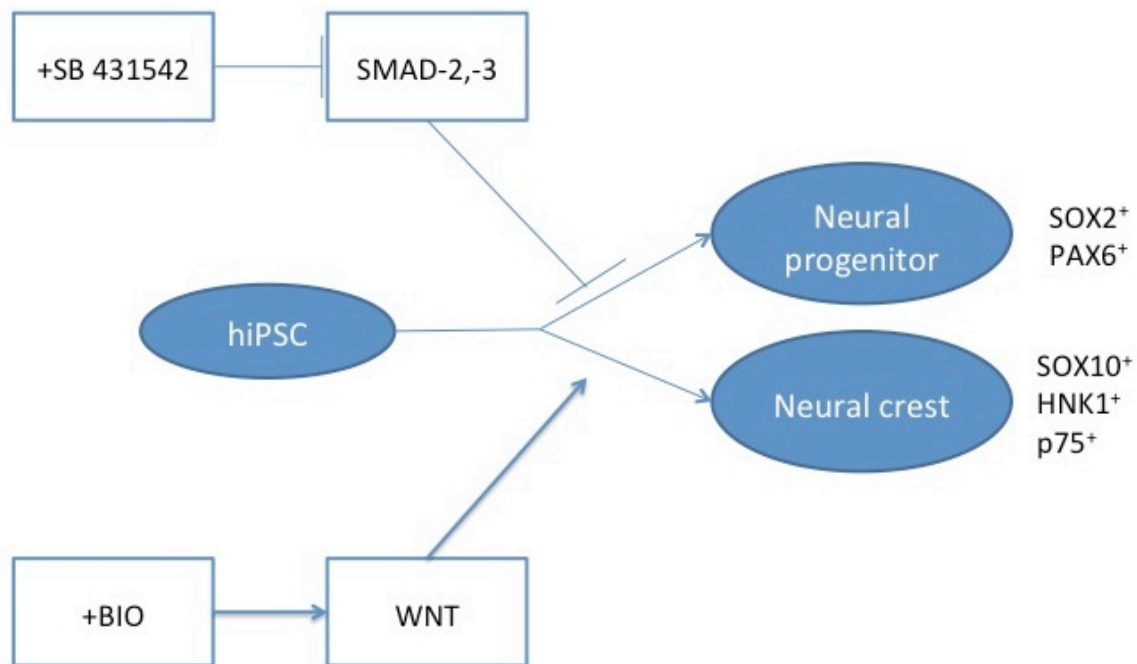 +SB 431542
SMAD-2,-3
Neural
progenitor
SOX2⁺
PAX6⁺
hiPSC
Neural crest
SOX10⁺
HNK1⁺
p75⁺
+BIO
WNT